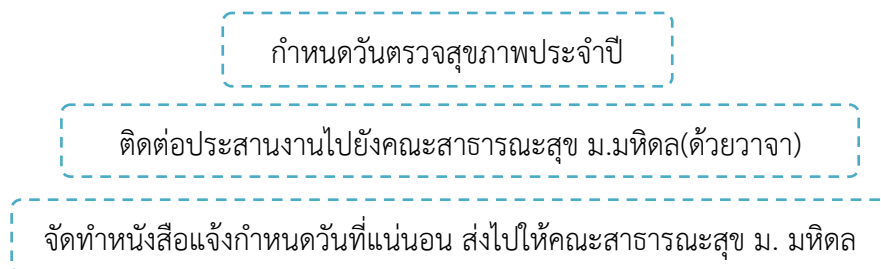 กำหนดวันตรวจสุขภาพประจำปี
ติดต่อประสานงานไปยังคณะสาธารณะสุข ม.มหิดล(ด้วยวาจา)
จัดทำหนังสือแจ้งกำหนดวันที่แน่นอน ส่งไปให้คณะสาธารณะสุข ม. มหิดล